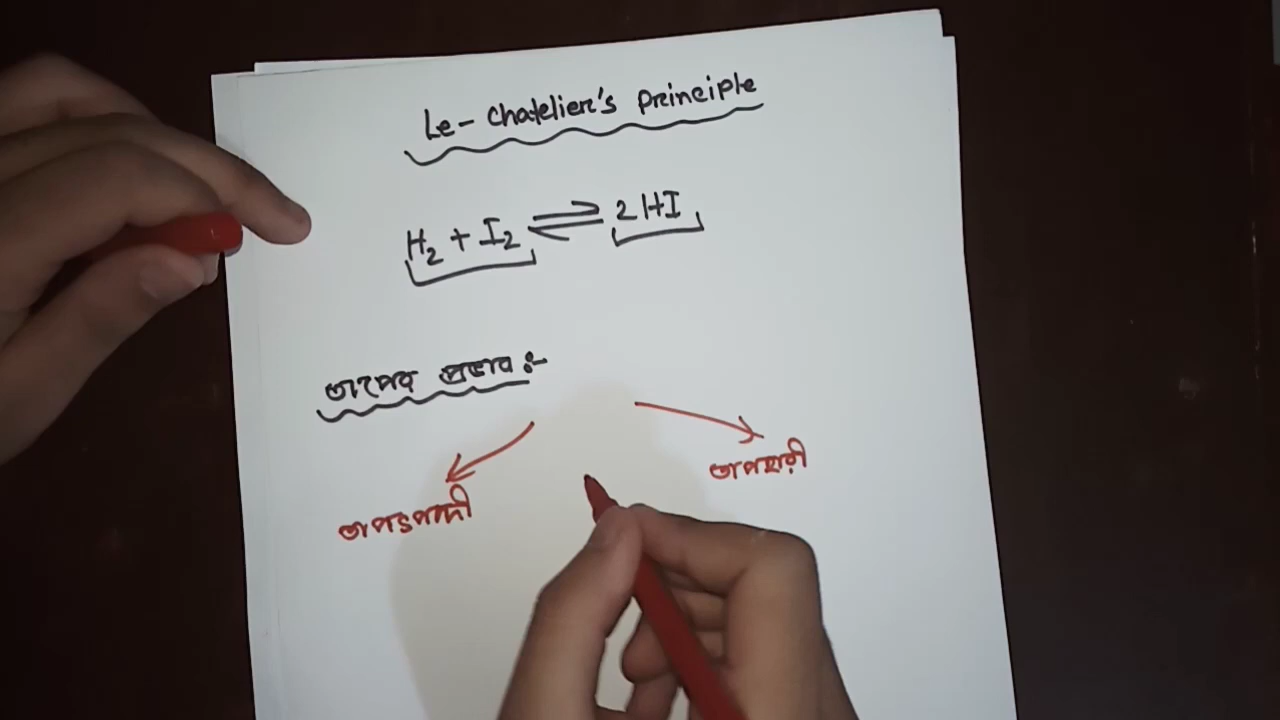 Le-Chatelier's Principle
H₂ + I₂ ⇌ 2HI
তাপের প্রভাব :-
তাপউৎপাদী
তাপহারী